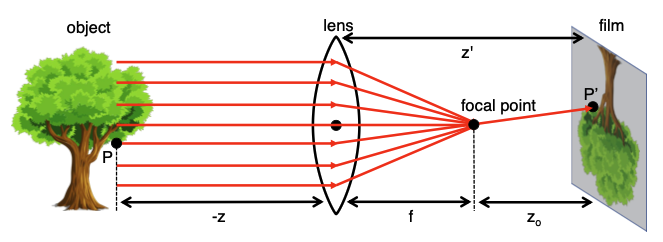 object
lens
film
z'
focal point
P'
P
-z
f
zo